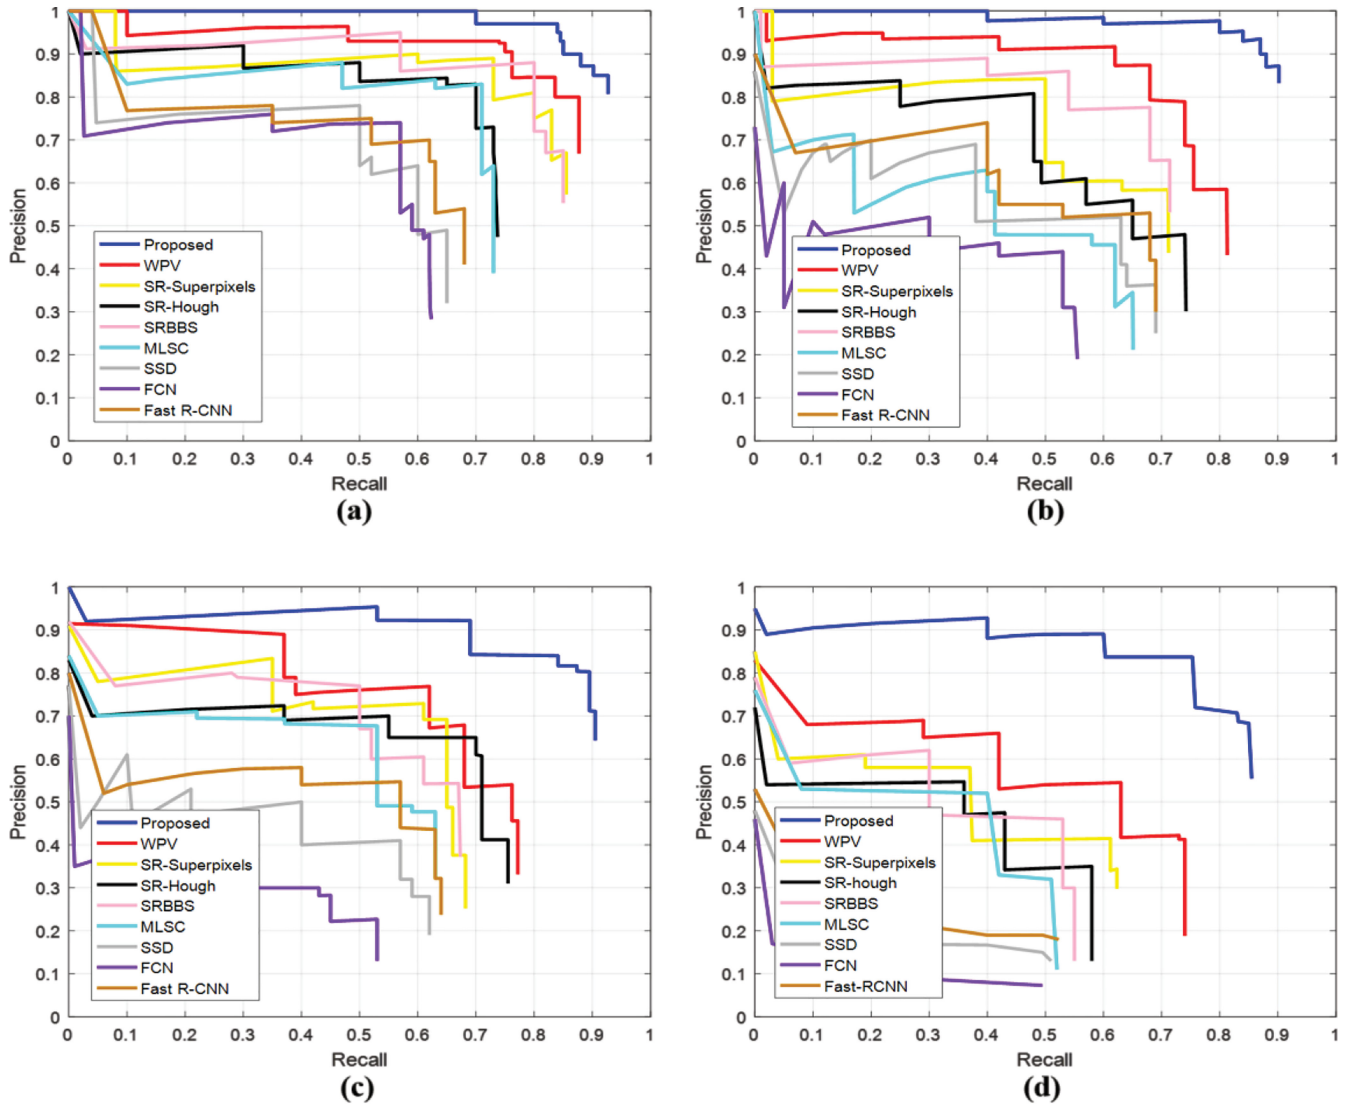 1
0.9
0.8
0.7
0.6
0.5
0.4
0.3
0.2
0.1
0
Precision
Proposed
WPV
SR-Superpixels
SR-Hough
SRBBS
MLSC
SSD
FCN
Fast R-CNN
0 0.1 0.2 0.3 0.4 0.5 0.6 0.7 0.8 0.9 1
Recall
(a)
1
0.9
0.8
0.7
0.6
0.5
0.4
0.3
0.2
0.1
0
Precision
Proposed
WPV
SR-Superpixels
SR-Hough
SRBBS
MLSC
SSD
FCN
Fast R-CNN
0 0.1 0.2 0.3 0.4 0.5 0.6 0.7 0.8 0.9 1
Recall
(b)
1
0.9
0.8
0.7
0.6
0.5
0.4
0.3
0.2
0.1
0
Precision
Proposed
WPV
SR-Superpixels
SR-Hough
SRBBS
MLSC
SSD
FCN
Fast R-CNN
0 0.1 0.2 0.3 0.4 0.5 0.6 0.7 0.8 0.9 1
Recall
(c)
1
0.9
0.8
0.7
0.6
0.5
0.4
0.3
0.2
0.1
0
Precision
Proposed
WPV
SR-Superpixels
SR-hough
SRBBS
MLSC
SSD
FCN
Fast-RCNN
0 0.1 0.2 0.3 0.4 0.5 0.6 0.7 0.8 0.9 1
Recall
(d)